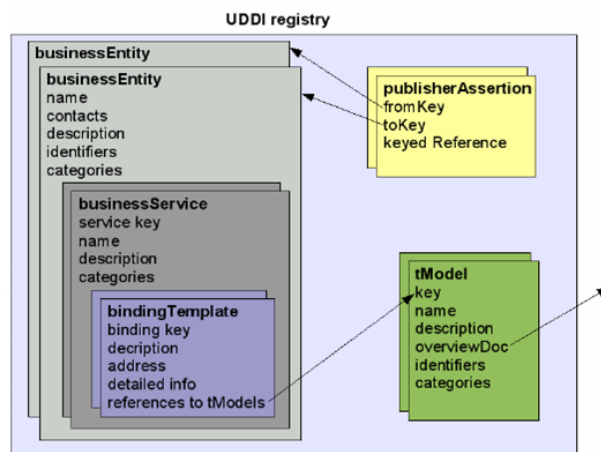 UDDI registry
businessEntity
businessEntity
name
contacts
description
identifiers
categories
businessService
service key
name
description
categories
bindingTemplate
binding key
decription
address
detailed info
references to tModels
publisherAssertion
fromKey
toKey
keyed Reference
tModel
key
name
description
overviewDoc
identifiers
categories